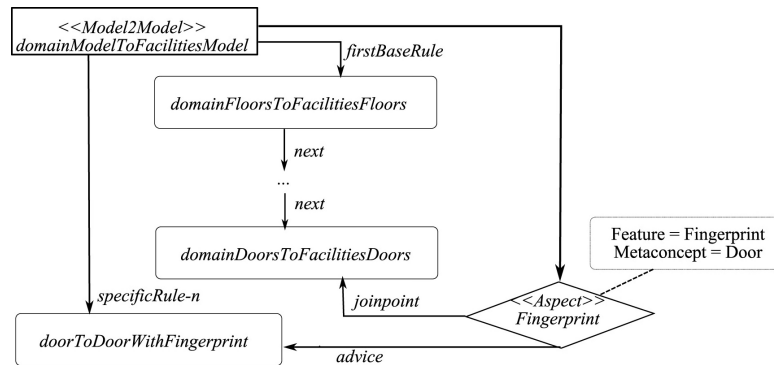 <<Model2Model>>
domainModelToFacilitiesModel
firstBaseRule
domainFloorsToFacilitiesFloors
next
...
next
Feature = Fingerprint
Metaconcept = Door
domainDoorsToFacilitiesDoors
specificRule-n
joinpoint
<<Aspect>>
Fingerprint
doorToDoorWithFingerprint
advice